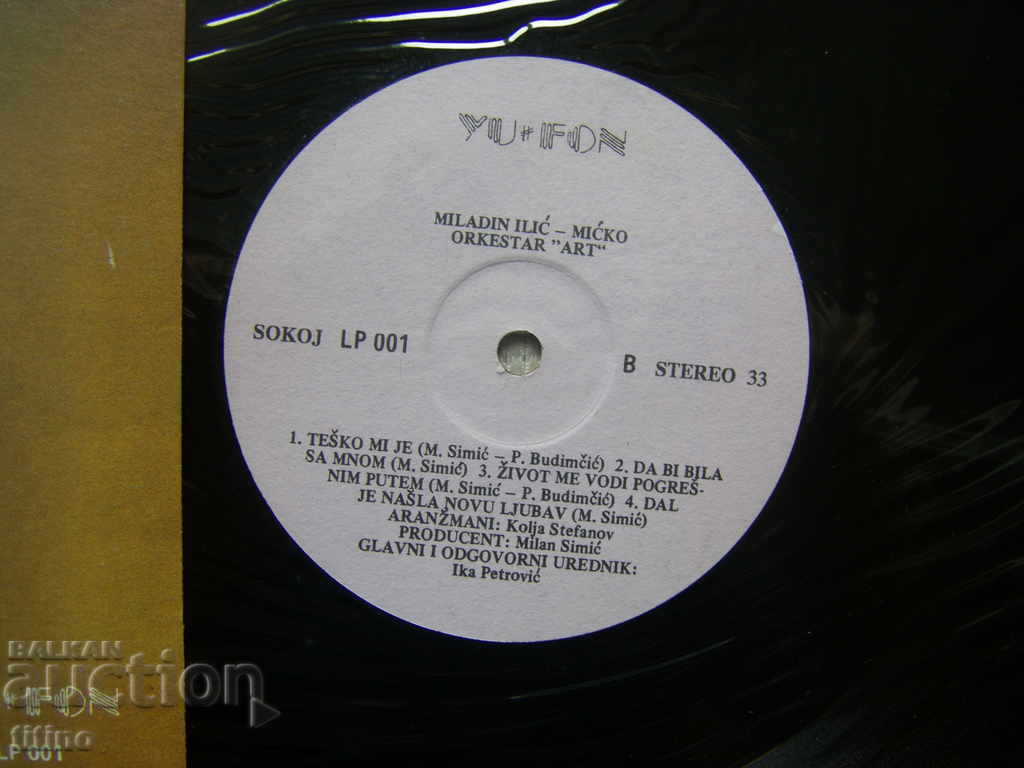 YU-FON
MILADIN ILIĆ – MIĆKO
ORKESTAR ”ART“
SOKOJ LP 001
B STEREO 33
1. TEŠKO MI JE (M. Simić – P. Budimčić) 2. DA BI BILA
SA MNOM (M. Simić) 3. ŽIVOT ME VODI POGREŠ-
NIM PUTEM (M. Simić – P. Budimčić) 4. DAL
JE NAŠLA NOVU LJUBAV (M. Simić)
ARANŽMANI: Kolja Stefanov
PRODUCENT: Milan Simić
GLAVNI I ODGOVORNI UREDNIK:
Ika Petrović
BALKAN
auction
FON
titino
LP 001